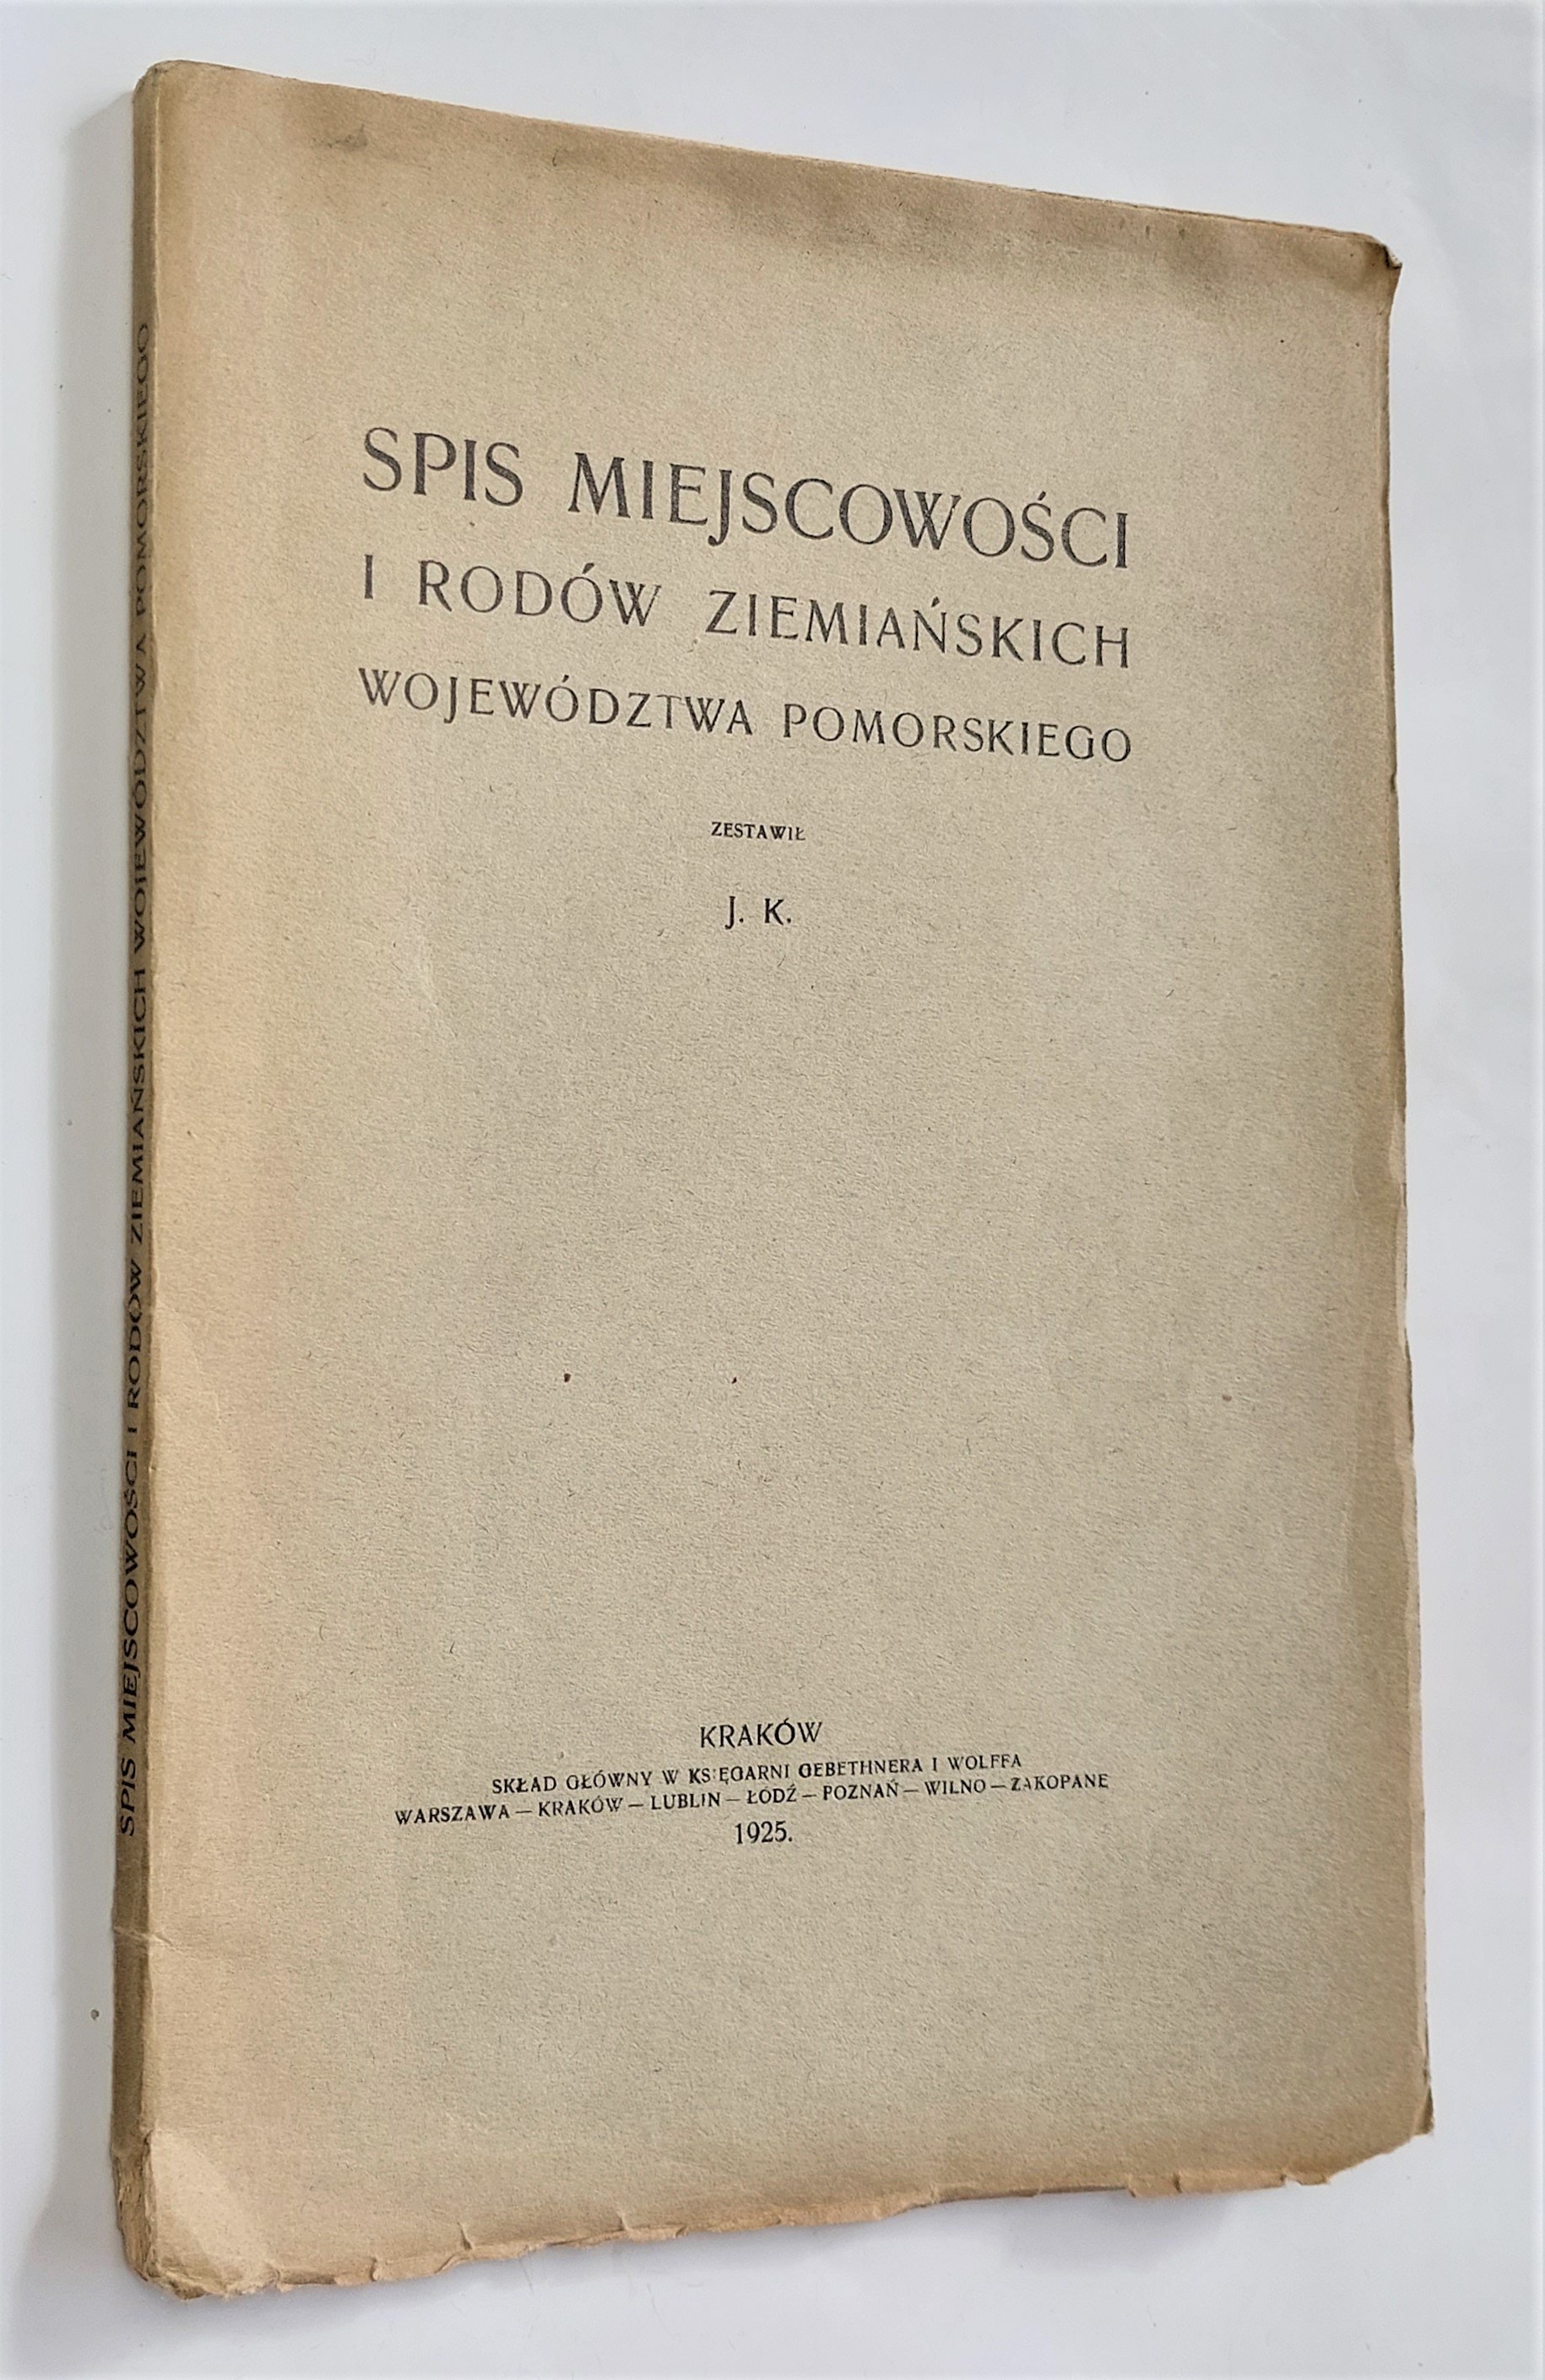 SPIS MIEJSCOWOŚCI I RODÓW ZIEMIAŃSKICH WOJEWÓDZTWA POMORSKIEGO
SPIS MIEJSCOWOŚCI
I RODÓW ZIEMIAŃSKICH
WOJEWÓDZTWA POMORSKIEGO
ZESTAWIŁ
J. K.
KRAKÓW
SKŁAD GŁÓWNY W KSIĘGARNI GEBETHNERA I WOLFFA
WARSZAWA — KRAKÓW — LUBLIN — ŁÓDŹ — POZNAŃ — WILNO — ZAKOPANE
1925.